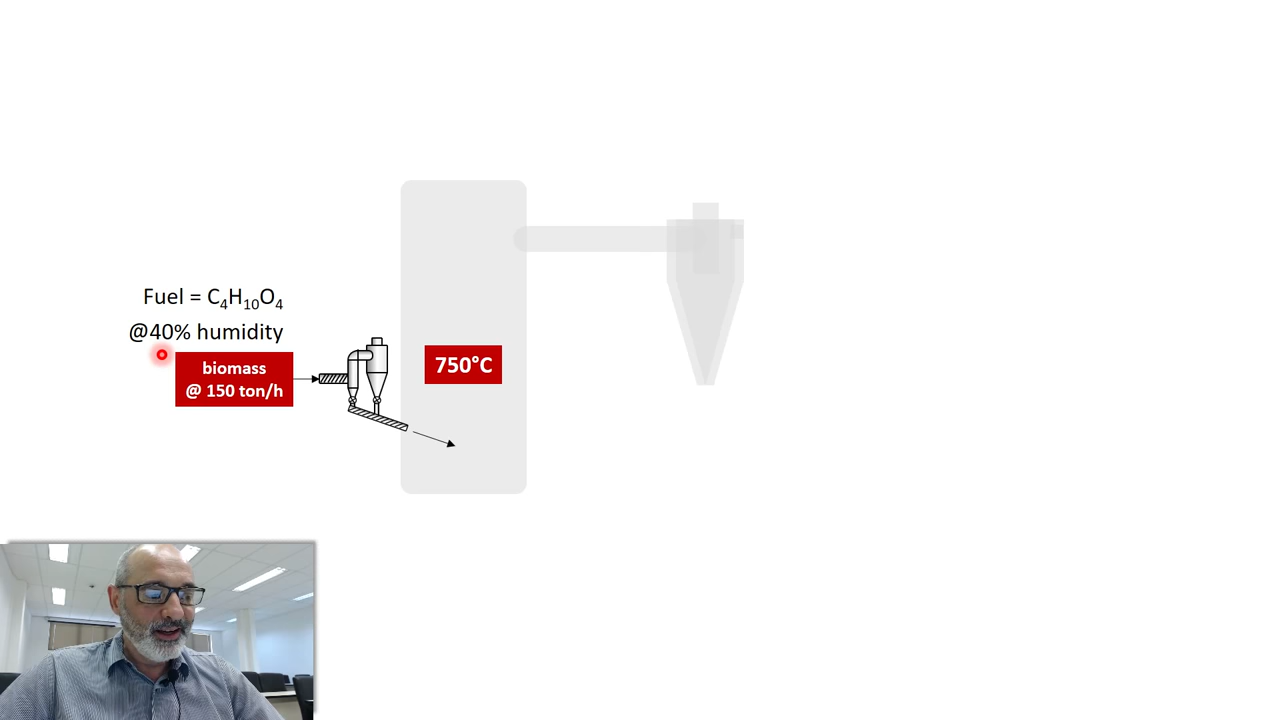 Fuel = C₄H₁₀O₄
@40% humidity
biomass
@ 150 ton/h
750°C